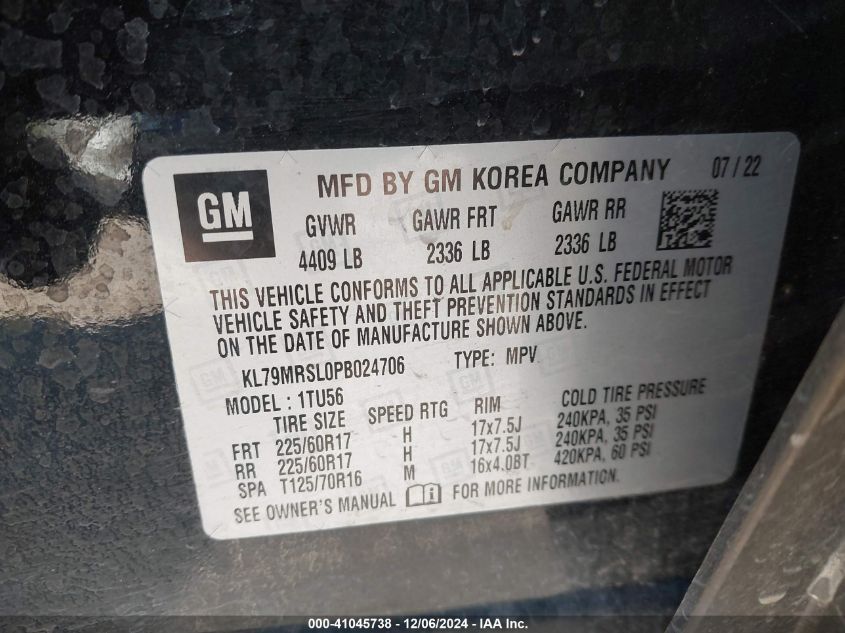 GM
MFD BY GM KOREA COMPANY 07 / 22
GVWR GAWR FRT GAWR RR
4409 LB 2336 LB 2336 LB
THIS VEHICLE CONFORMS TO ALL APPLICABLE U.S. FEDERAL MOTOR
VEHICLE SAFETY AND THEFT PREVENTION STANDARDS IN EFFECT
ON THE DATE OF MANUFACTURE SHOWN ABOVE.
KL79MRSL0PB024706 TYPE: MPV
MODEL: 1TU56
TIRE SIZE SPEED RTG RIM COLD TIRE PRESSURE
FRT 225/60R17 H 17x7.5J 240KPA, 35 PSI
RR 225/60R17 H 17x7.5J 240KPA, 35 PSI
SPA T125/70R16 M 16x4.0BT 420KPA, 60 PSI
SEE OWNER'S MANUAL FOR MORE INFORMATION.
000-41045738 - 12/06/2024 - IAA Inc.